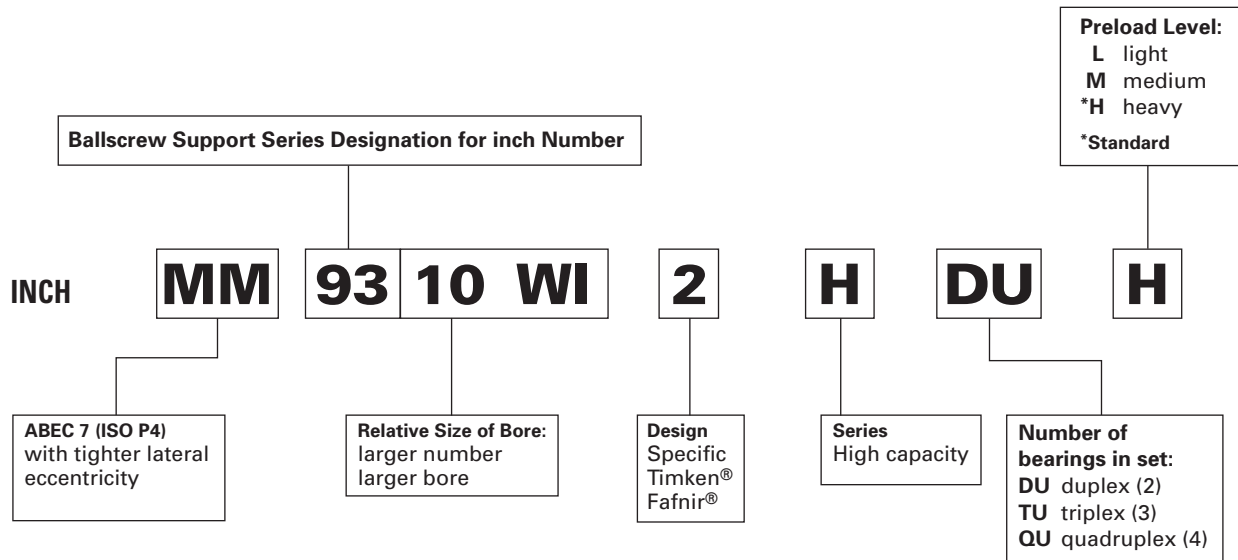 Preload Level:
L light
M medium
*H heavy
*Standard
Ballscrew Support Series Designation for inch Number
INCH MM 93 10 WI 2 H DU H
ABEC 7 (ISO P4)
with tighter lateral
eccentricity
Relative Size of Bore:
larger number
larger bore
Design
Specific
Timken®
Fafnir®
Series
High capacity
Number of
bearings in set:
DU duplex (2)
TU triplex (3)
QU quadruplex (4)